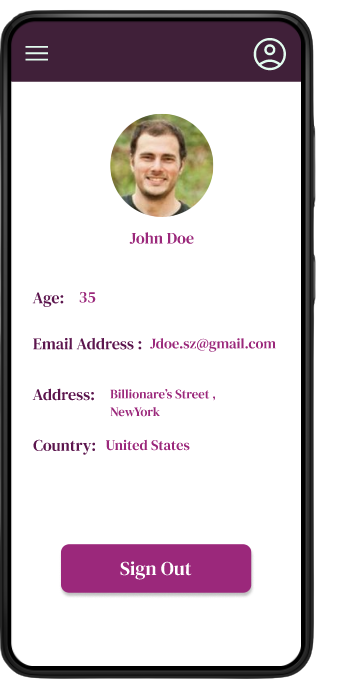 John Doe
Age: 35
Email Address : Jdoe.sz@gmail.com
Address: Billionare's Street ,
NewYork
Country: United States
Sign Out